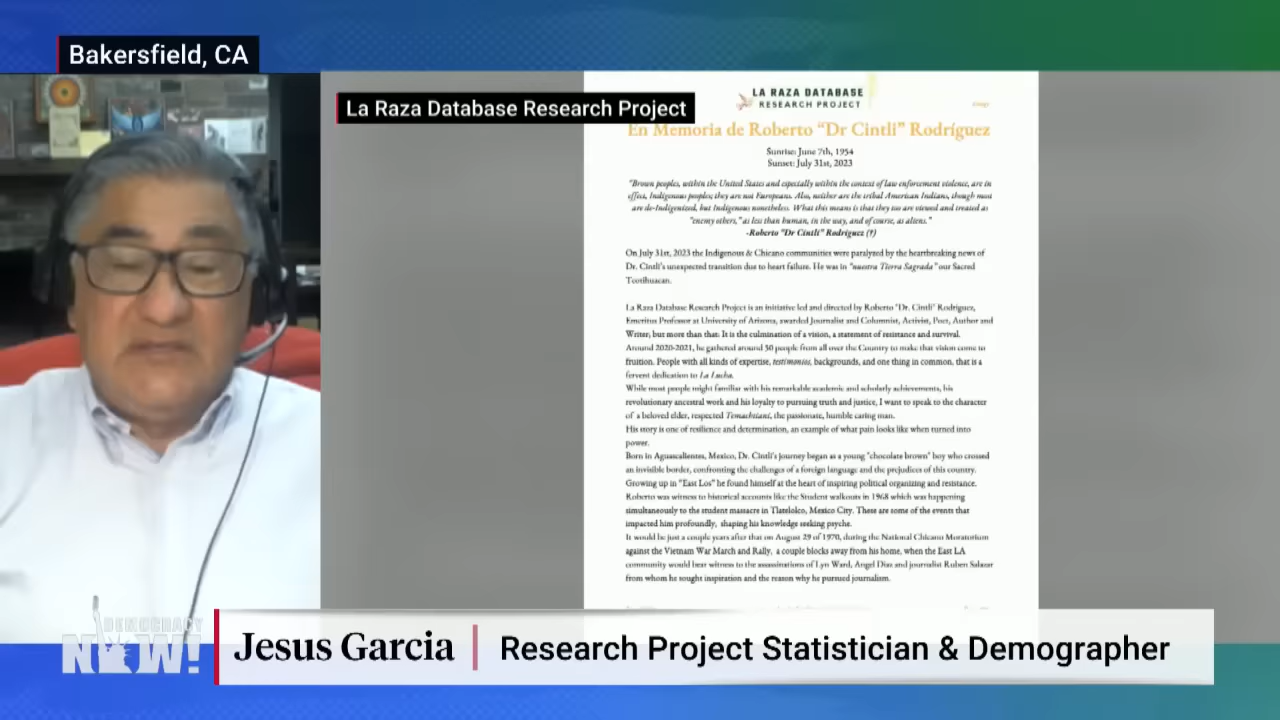 Bakersfield, CA
La Raza Database Research Project
LA RAZA DATABASE
RESEARCH PROJECT
En Memoria de Roberto “Dr Cintli” Rodríguez
Sunrise: June 7th, 1954
Sunset: July 31st, 2023
"Brown peoples, within the United States and especially within the context of law enforcement violence, are in
effect, Indigenous peoples; they are not Europeans. Also, neither are the tribal American Indians, though most
are de-Indigenized, but Indigenous nonetheless. What this means is that they too are viewed and treated as
"enemy others," as less than human, in the way, and of course, as aliens."
-Roberto "Dr Cintli" Rodríguez (†)
On July 31st, 2023 the Indigenous & Chicano communities were paralyzed by the heartbreaking news of
Dr. Cintli's unexpected transition due to heart failure. He was in "nuestra Tierra Sagrada" our Sacred
Teotihuacan.
La Raza Database Research Project is an initiative led and directed by Roberto "Dr. Cintli" Rodríguez,
Emeritus Professor at University of Arizona, awarded Journalist and Columnist, Activist, Poet, Author and
Writer, but more than that: It is the culmination of a vision, a statement of resistance and survival.
Around 2020-2021, he gathered around 50 people from all over the Country to make that vision come to
fruition. People with all kinds of expertise, testimonios, backgrounds, and one thing in common, that is a
fervent dedication to La Lucha.
While most people might familiar with his remarkable academic and scholarly achievements, his
revolutionary ancestral work and his loyalty to pursuing truth and justice, I want to speak to the character
of a beloved elder, respected Temachtiani, the passionate, humble caring man.
His story is one of resilience and determination, an example of what pain looks like when turned into
power.
Born in Aguascalientes, Mexico, Dr. Cintli's journey began as a young "chocolate brown" boy who crossed
an invisible border, confronting the challenges of a foreign language and the prejudices of this country.
Growing up in "East Los" he found himself at the heart of inspiring political organizing and resistance.
Roberto was witness to historical accounts like the Student walkouts in 1968 which was happening
simultaneously to the student massacre in Tlatelolco, Mexico City. These are some of the events that
impacted him profoundly, shaping his knowledge seeking psyche.
It would be just a couple years after that on August 29 of 1970, during the National Chicano Moratorium
against the Vietnam War March and Rally, a couple blocks away from his home, when the East LA
community would bear witness to the assassinations of Lyn Ward, Angel Diaz and journalist Ruben Salazar
from whom he sought inspiration and the reason why he pursued journalism.
DEMOCRACY
NOW!
Jesus Garcia
Research Project Statistician & Demographer